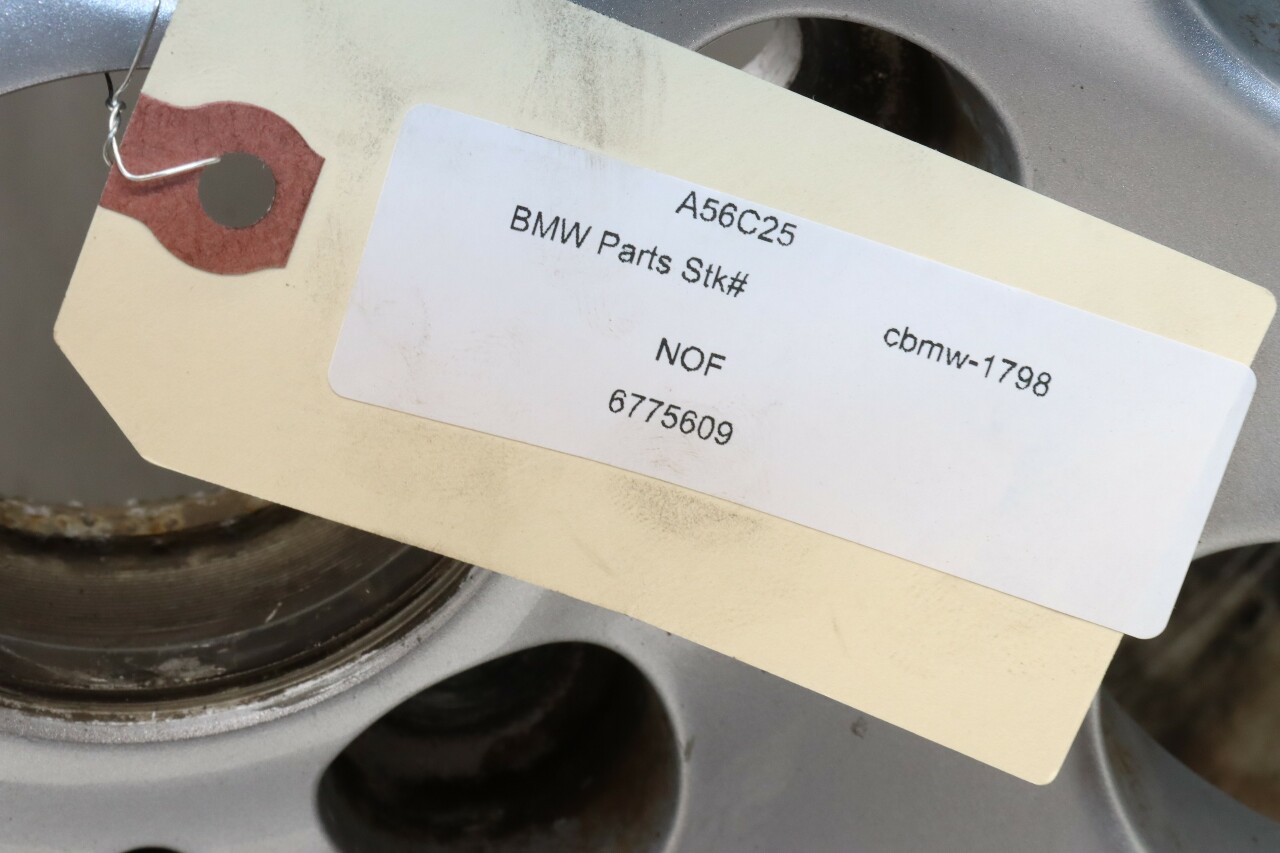 A56C25
BMW Parts Stk#
cbmw-1798
NOF
6775609